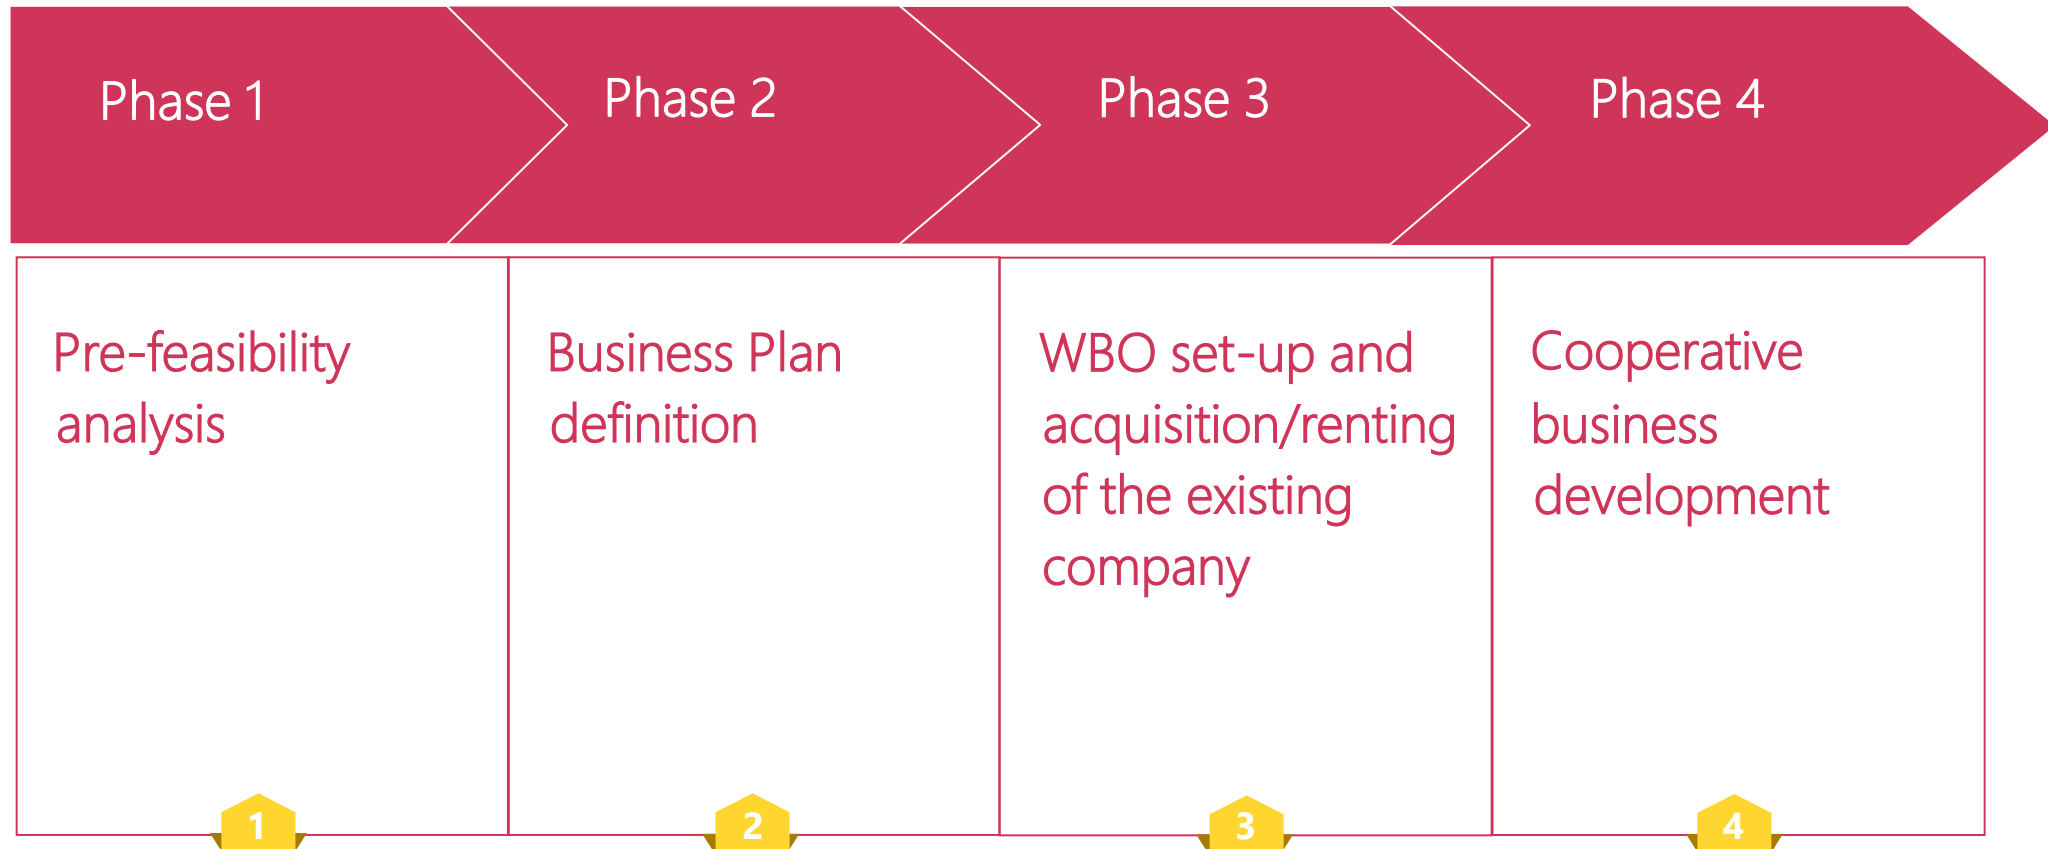 Phase 1
Phase 2
Phase 3
Phase 4
Pre-feasibility
analysis
Business Plan
definition
WBO set-up and
acquisition/renting
of the existing
company
Cooperative
business
development
1
2
3
4